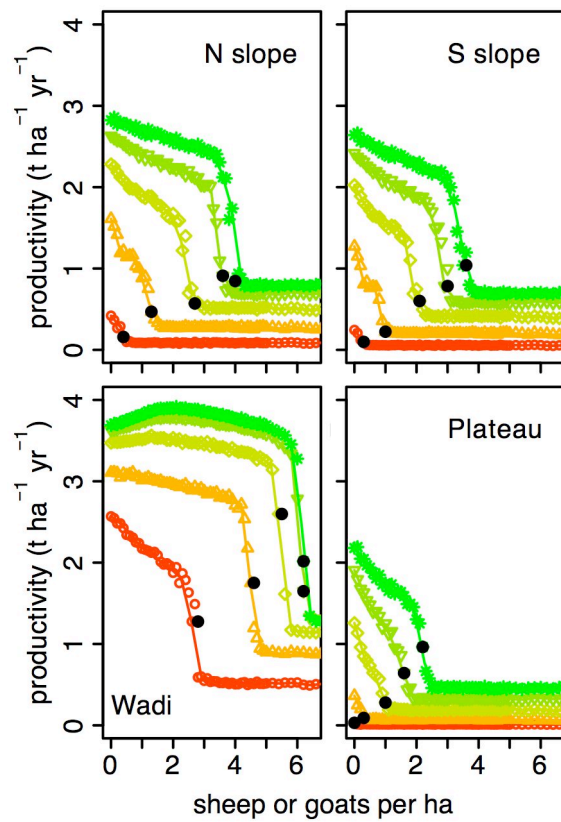 N slope
S slope
productivity (t ha⁻¹ yr⁻¹)
4
3
2
1
0
Wadi
Plateau
productivity (t ha⁻¹ yr⁻¹)
4
3
2
1
0
0 2 4 6
0 2 4 6
sheep or goats per ha